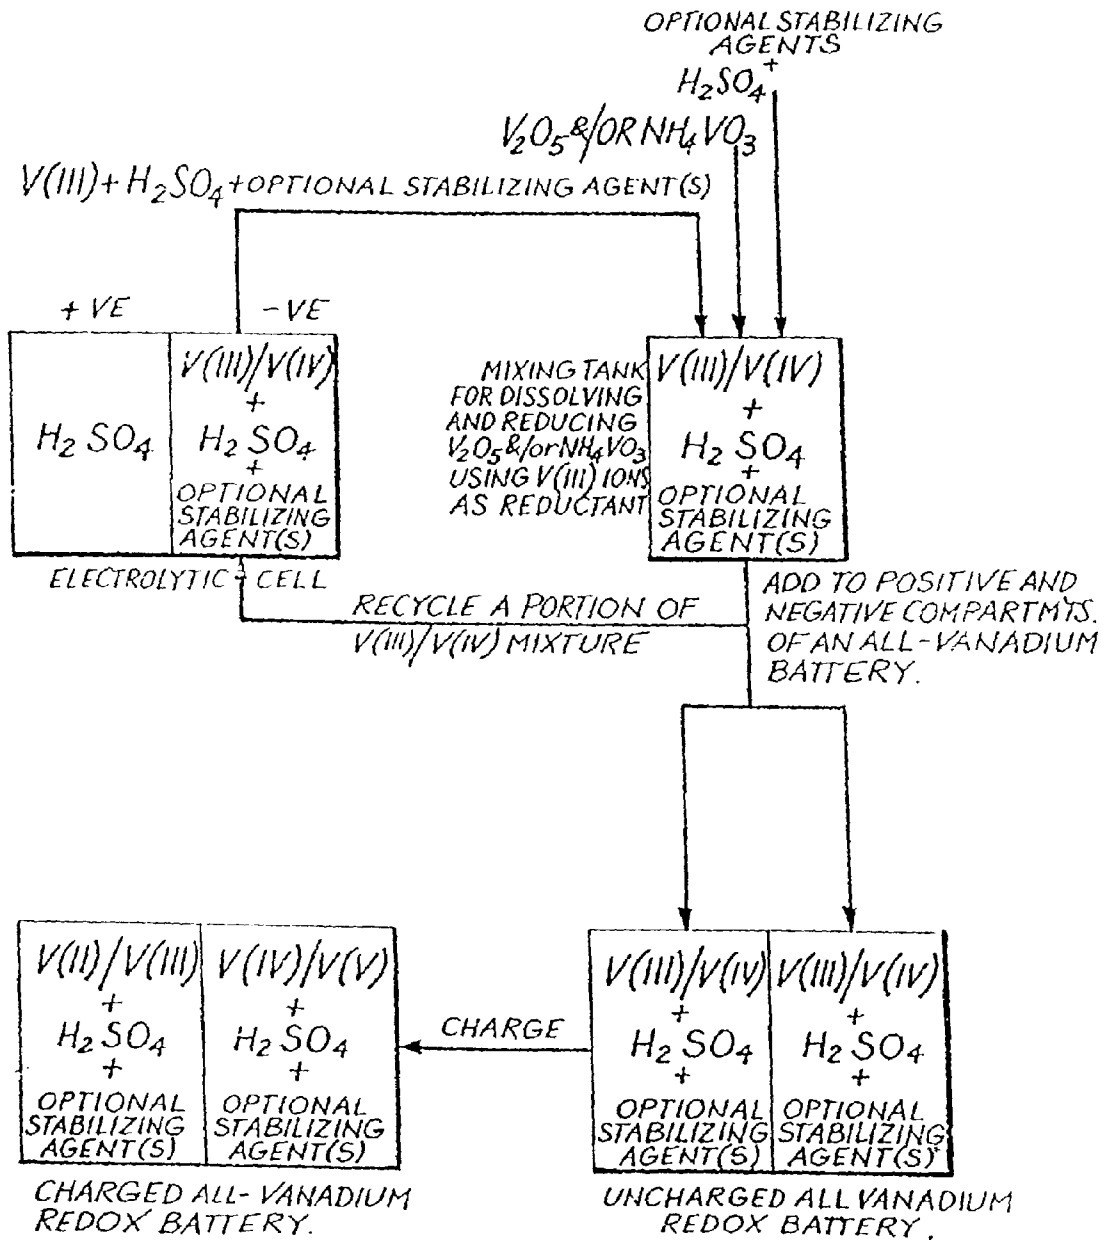 OPTIONAL STABILIZING
AGENTS
+
H₂SO₄
V₂O₅ &/OR NH₄VO₃
V(III) + H₂SO₄ + OPTIONAL STABILIZING AGENT(S)
+ VE
- VE
H₂SO₄
V(III)/V(IV)
+
H₂SO₄
+
OPTIONAL
STABILIZING
AGENT(S)
ELECTROLYTIC CELL
MIXING TANK
FOR DISSOLVING
AND REDUCING
V₂O₅ &/or NH₄VO₃
USING V(III) IONS
AS REDUCTANT
V(III)/V(IV)
+
H₂SO₄
+
OPTIONAL
STABILIZING
AGENT(S)
RECYCLE A PORTION OF
V(III)/V(IV) MIXTURE
ADD TO POSITIVE AND
NEGATIVE COMPARTM'TS.
OF AN ALL-VANADIUM
BATTERY.
V(II)/V(III)
+
H₂SO₄
+
OPTIONAL
STABILIZING
AGENT(S)
V(IV)/V(V)
+
H₂SO₄
+
OPTIONAL
STABILIZING
AGENT(S)
CHARGED ALL-VANADIUM
REDOX BATTERY.
CHARGE
V(III)/V(IV)
+
H₂SO₄
+
OPTIONAL
STABILIZING
AGENT(S)
V(III)/V(IV)
+
H₂SO₄
+
OPTIONAL
STABILIZING
AGENT(S)
UNCHARGED ALL VANADIUM
REDOX BATTERY.